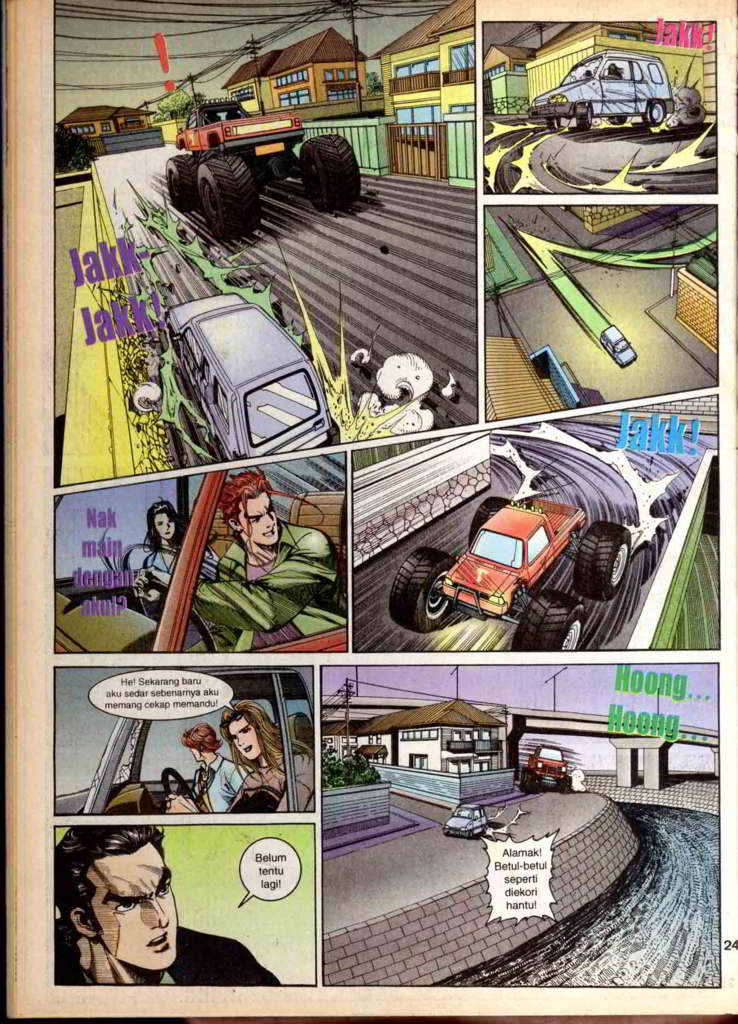 !
Jakk-
Jakk!
Jakk!
Nak
main
dengan
aku!?
Jakk!
He! Sekarang baru
aku sedar sebenarnya aku
memang cekap memandu!
Belum
tentu
lagi!
Hoong...
Hoong...
Alamak!
Betul-betul
seperti
diekori
hantu!
24